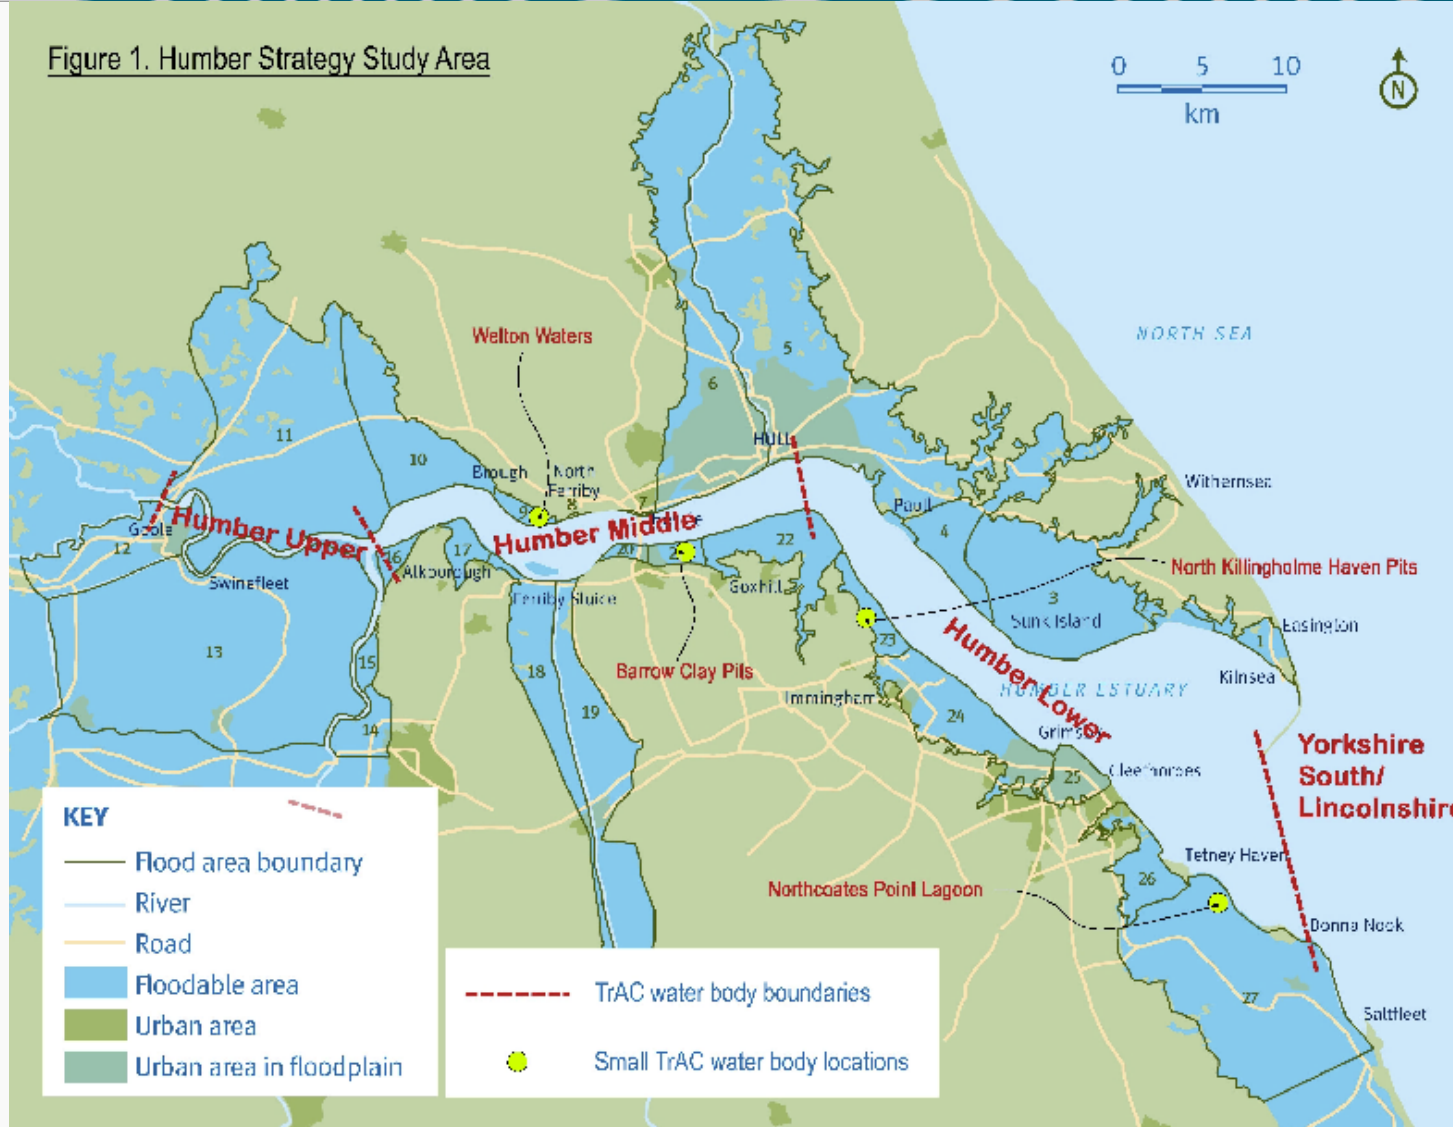 Figure 1. Humber Strategy Study Area
0 5 10
km
N
NORTH SEA
Welton Waters
5
6
11
10
HULL
Brough
North
Ferriby
9
8
7
Withernsea
Paull
4
Goole
Humber Upper
Humber Middle
12
16
17
Alkborough
20
22
Swinefleet
Goxhill
Ferriby Sluice
North Killingholme Haven Pits
3
Sunk Island
Easington
1
Kilnsea
13
15
18
Barrow Clay Pits
23
Humber Lower
HUMBER ESTUARY
Immingham
19
14
24
Grimsby
25
Cleethorpes
Yorkshire
South/
Lincolnshire
Tetney Haven
26
Northcoates Point Lagoon
Donna Nook
27
Saltfleet
KEY
Flood area boundary
River
Road
Floodable area
Urban area
Urban area in floodplain
TrAC water body boundaries
Small TrAC water body locations